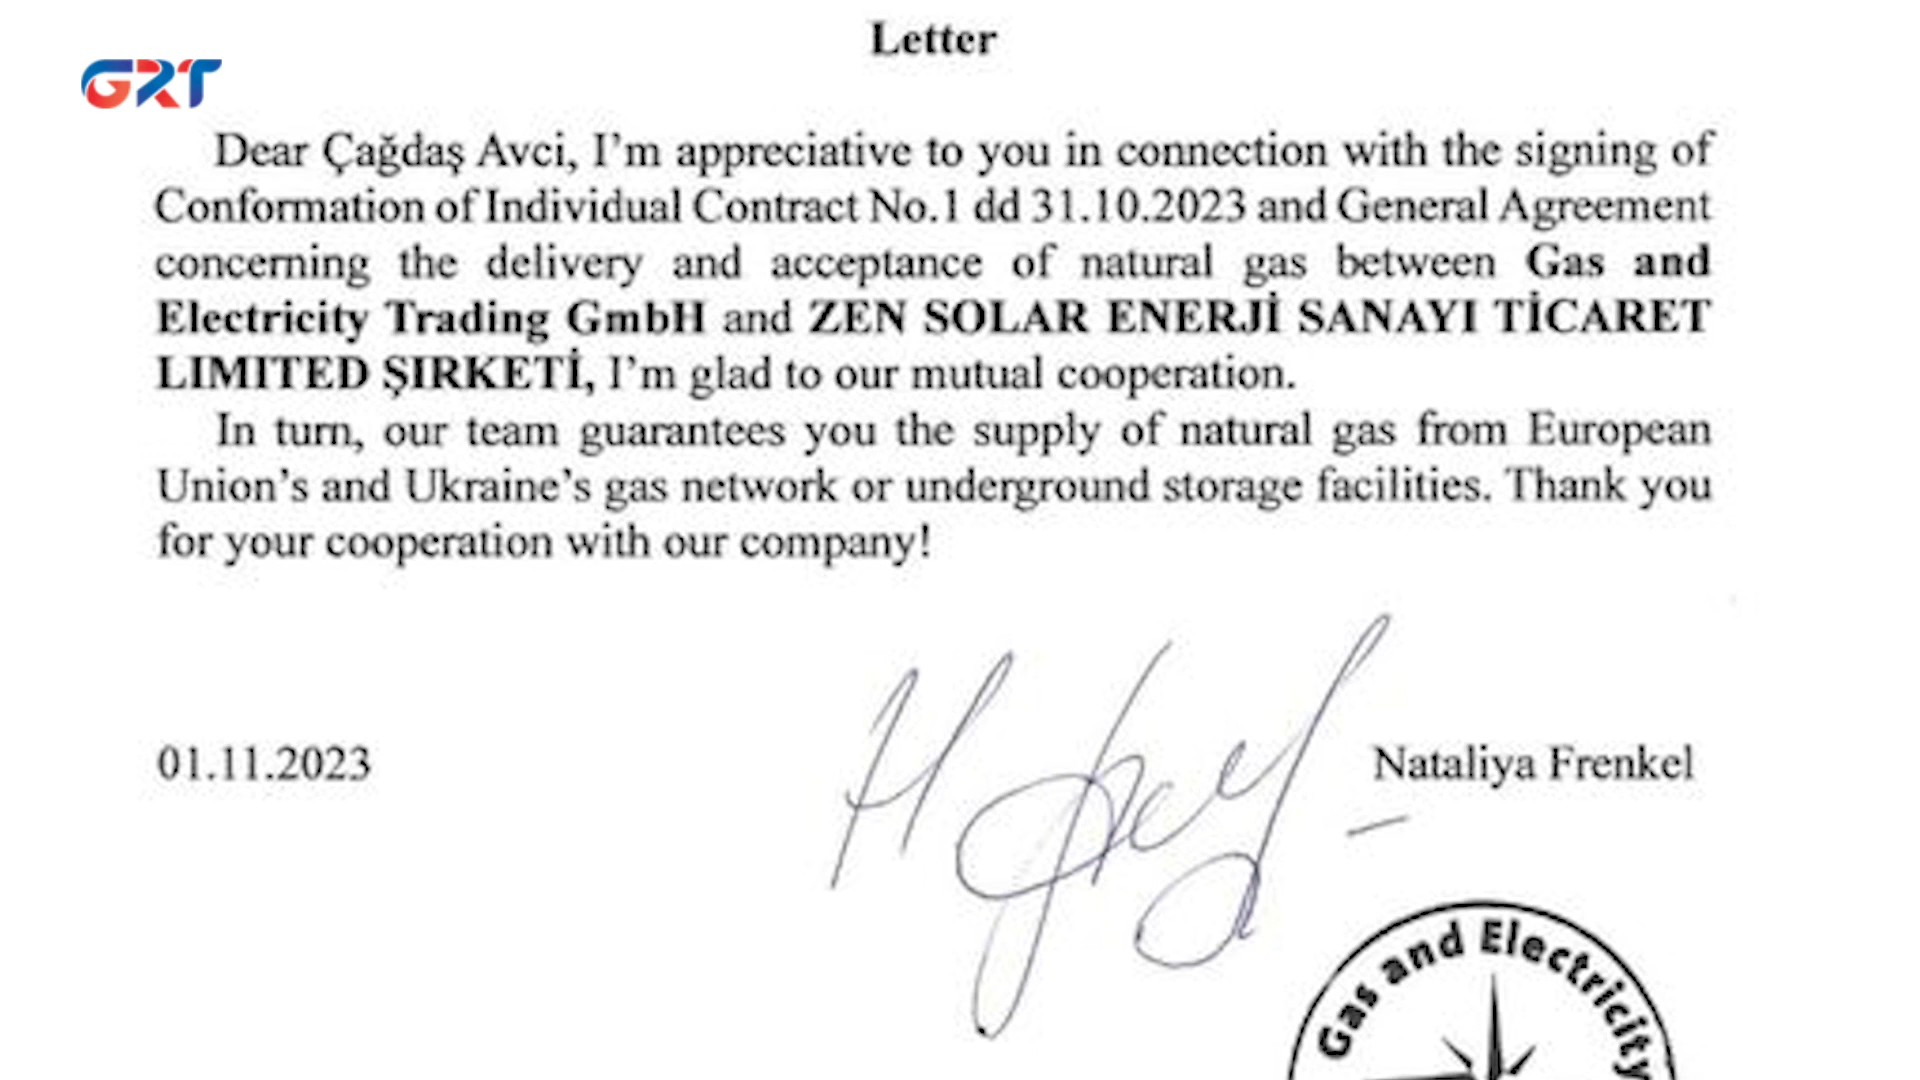 Letter
GRT
Dear Çağdaş Avci, I’m appreciative to you in connection with the signing of
Conformation of Individual Contract No.1 dd 31.10.2023 and General Agreement
concerning the delivery and acceptance of natural gas between Gas and
Electricity Trading GmbH and ZEN SOLAR ENERJİ SANAYI TİCARET
LIMITED ŞIRKETİ, I’m glad to our mutual cooperation.
In turn, our team guarantees you the supply of natural gas from European
Union’s and Ukraine’s gas network or underground storage facilities. Thank you
for your cooperation with our company!
01.11.2023
Nataliya Frenkel
Gas and Electricity